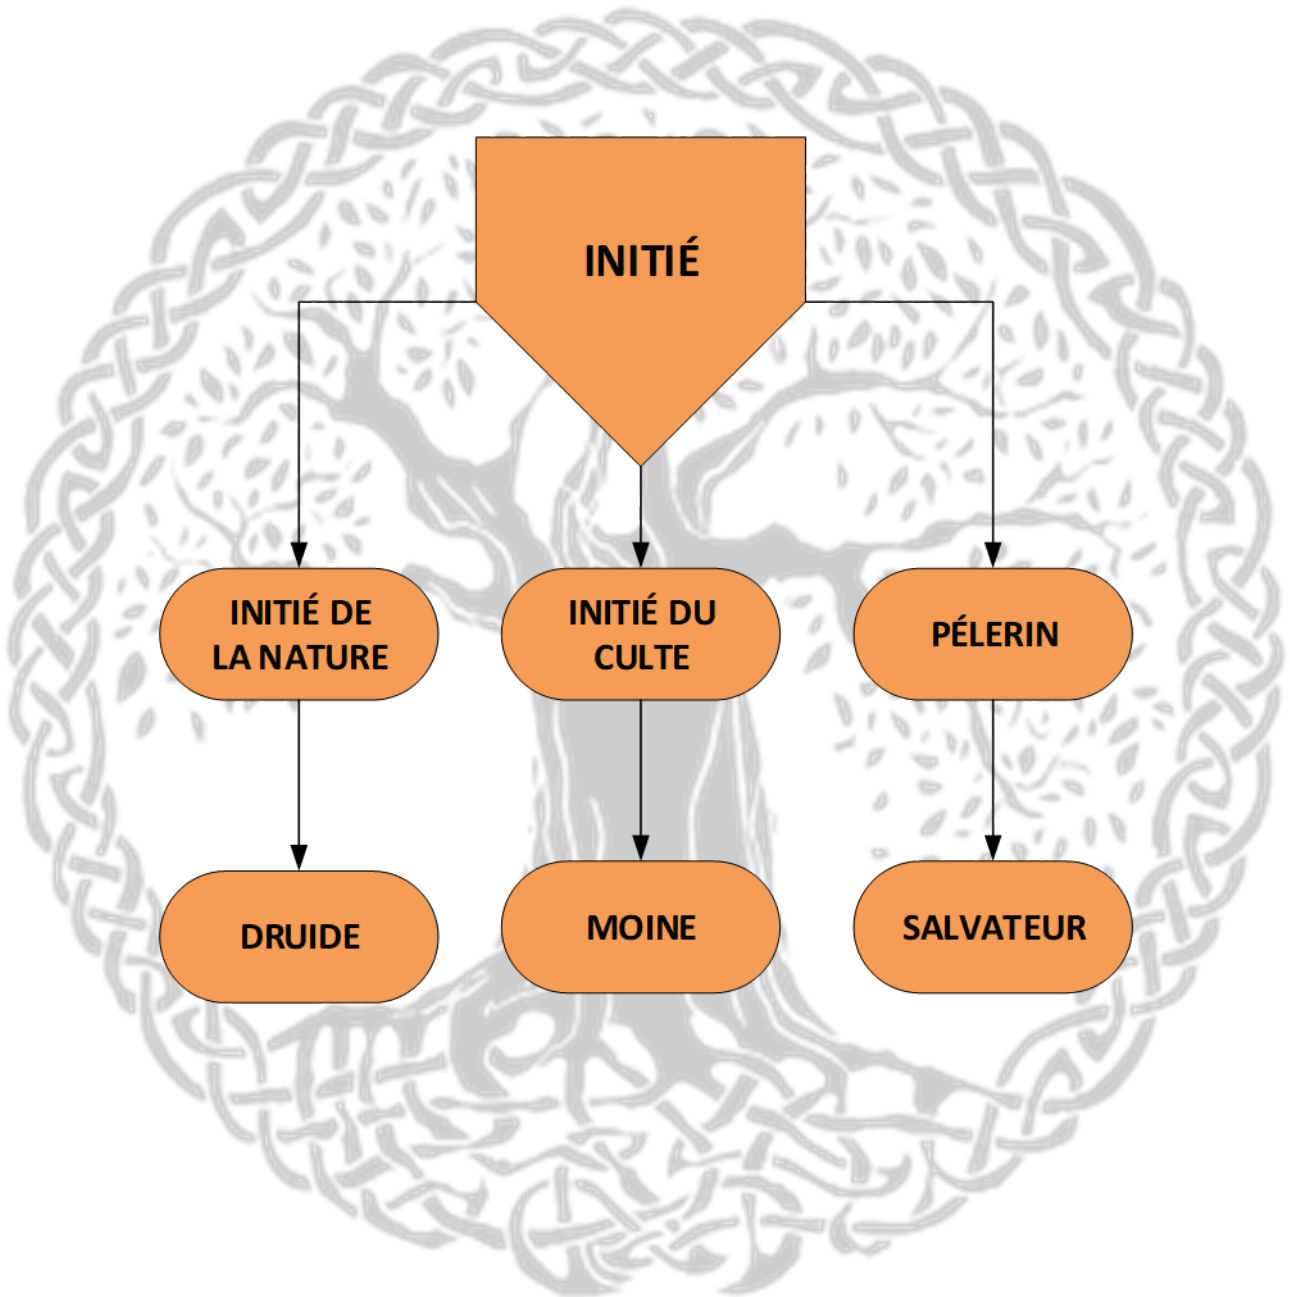 INITIÉ
INITIÉ DE
LA NATURE
INITIÉ DU
CULTE
PÉLERIN
DRUIDE
MOINE
SALVATEUR